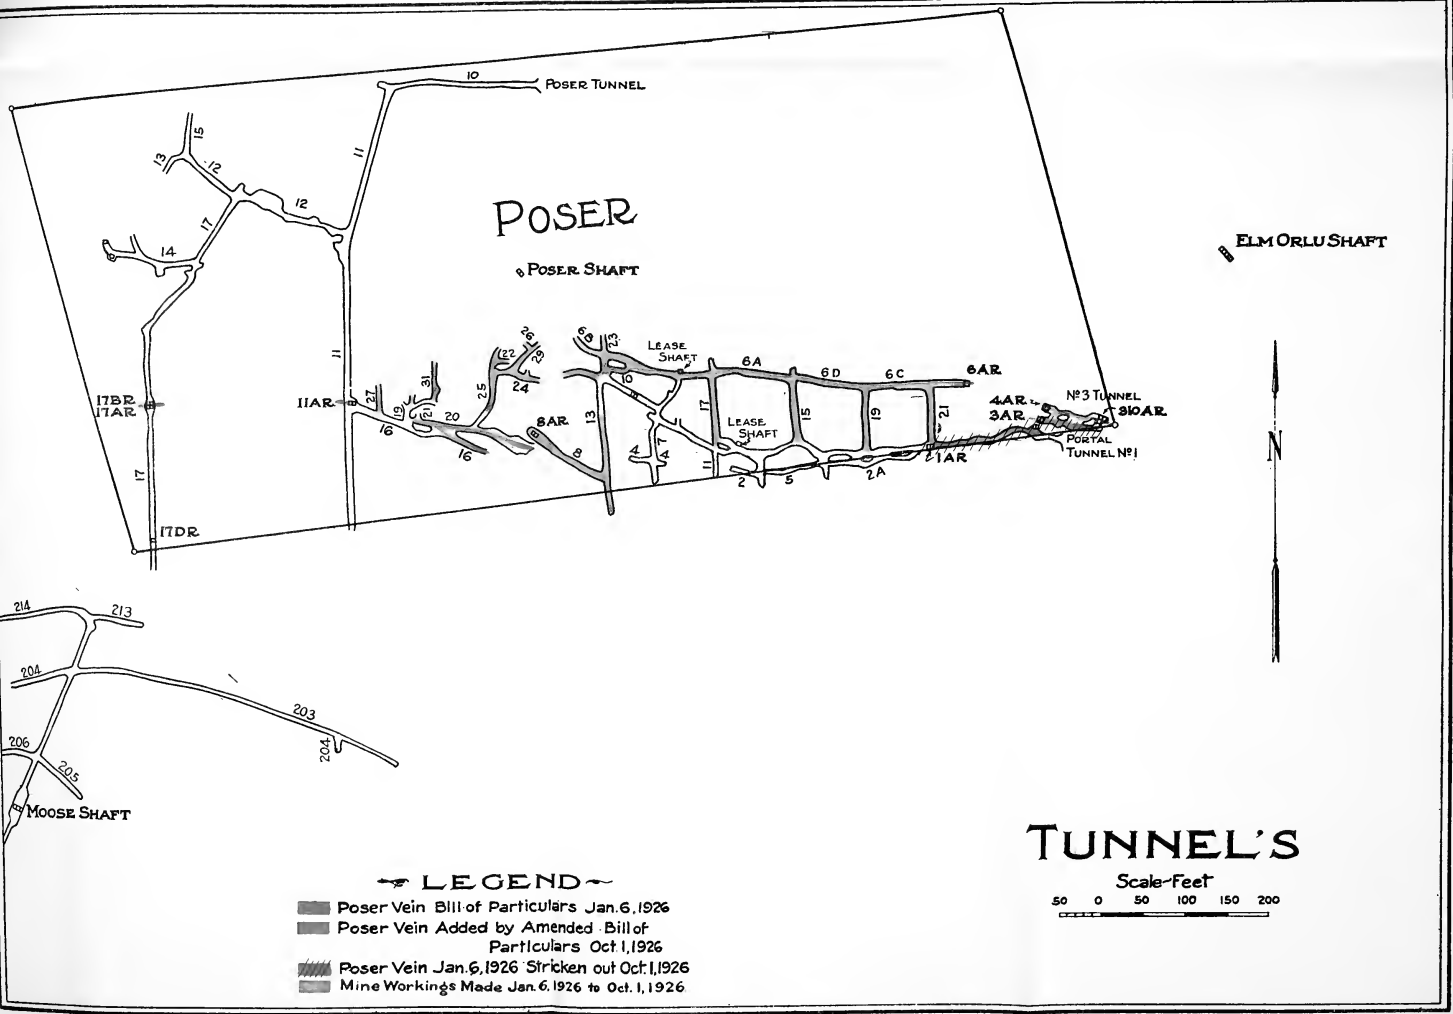 10
POSER TUNNEL
15
13
12
11
12
17
POSER
14
ELM ORLU SHAFT
POSER SHAFT
26
6B
23
22
29
LEASE
SHAFT
6A
11
24
6D
6C
6AR
31
25
10
17BR
17AR
11AR
27
19
21
20
13
17
15
19
21
4AR
Nº3 TUNNEL
3AR
310AR
16
8AR
LEASE
SHAFT
PORTAL
TUNNEL Nº1
N
16
8
4
4
7
11
1AR
17
2
5
2A
17DR
214
213
204
203
204
206
205
MOOSE SHAFT
TUNNEL'S
Scale-Feet
50 0 50 100 150 200
LEGEND
Poser Vein Bill of Particulars Jan. 6, 1926
Poser Vein Added by Amended Bill of
Particulars Oct. 1, 1926
Poser Vein Jan. 6, 1926 Stricken out Oct. 1, 1926
Mine Workings Made Jan. 6. 1926 to Oct. 1, 1926